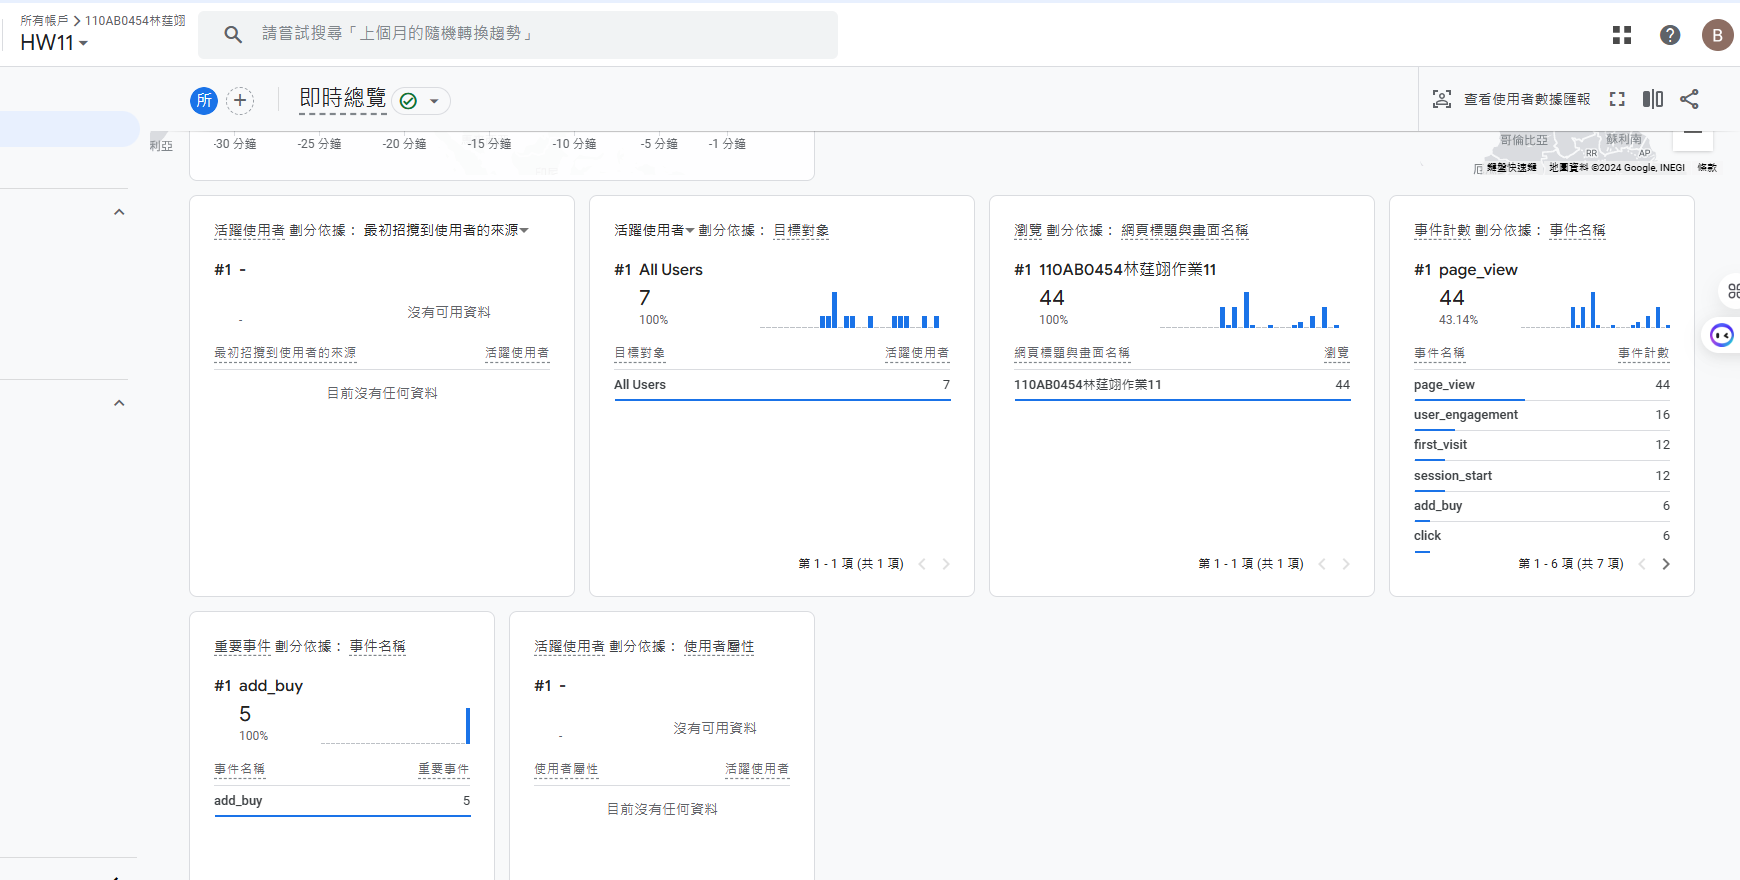 所有帳戶 > 110AB0454林莛翊
HW11
請嘗試搜尋「上個月的隨機轉換趨勢」
B
所
即時總覽
查看使用者數據匯報
利亞
-30 分鐘 -25 分鐘 -20 分鐘 -15 分鐘 -10 分鐘 -5 分鐘 -1 分鐘
哥倫比亞 蘇利南
RR AP
厄 鍵盤快速鍵 地圖資料 ©2024 Google, INEGI 條款
活躍使用者 劃分依據： 最初招攬到使用者的來源
#1 -
-
沒有可用資料
最初招攬到使用者的來源 活躍使用者
目前沒有任何資料
活躍使用者 劃分依據： 目標對象
#1 All Users
7
100%
目標對象 活躍使用者
All Users 7
第 1 - 1 項 (共 1 項)
瀏覽 劃分依據： 網頁標題與畫面名稱
#1 110AB0454林莛翊作業11
44
100%
網頁標題與畫面名稱 瀏覽
110AB0454林莛翊作業11 44
第 1 - 1 項 (共 1 項)
事件計數 劃分依據： 事件名稱
#1 page_view
44
43.14%
事件名稱 事件計數
page_view 44
user_engagement 16
first_visit 12
session_start 12
add_buy 6
click 6
第 1 - 6 項 (共 7 項)
重要事件 劃分依據： 事件名稱
#1 add_buy
5
100%
事件名稱 重要事件
add_buy 5
活躍使用者 劃分依據： 使用者屬性
#1 -
-
沒有可用資料
使用者屬性 活躍使用者
目前沒有任何資料